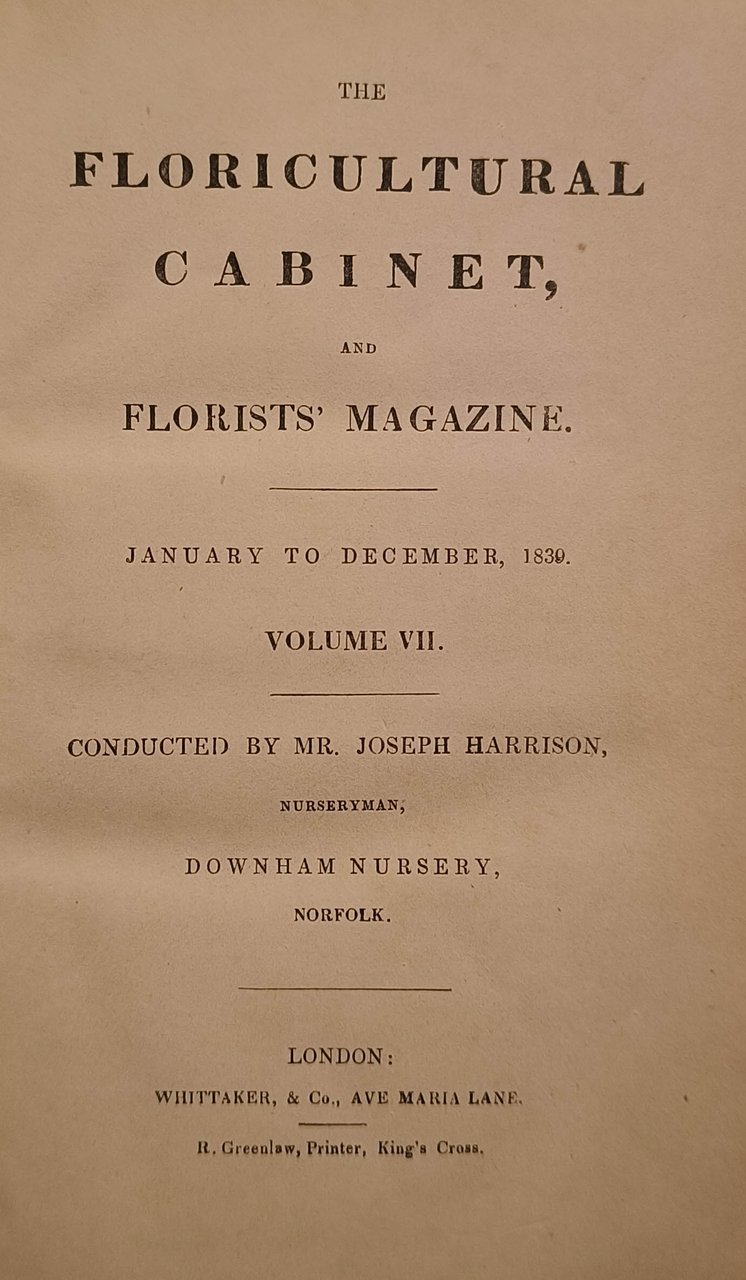 THE
FLORICULTURAL
CABINET,
AND
FLORISTS' MAGAZINE.
JANUARY TO DECEMBER, 1839.
VOLUME VII.
CONDUCTED BY MR. JOSEPH HARRISON,
NURSERYMAN,
DOWNHAM NURSERY,
NORFOLK.
LONDON:
WHITTAKER, & Co., AVE MARIA LANE.
R. Greenlaw, Printer, King's Cross.